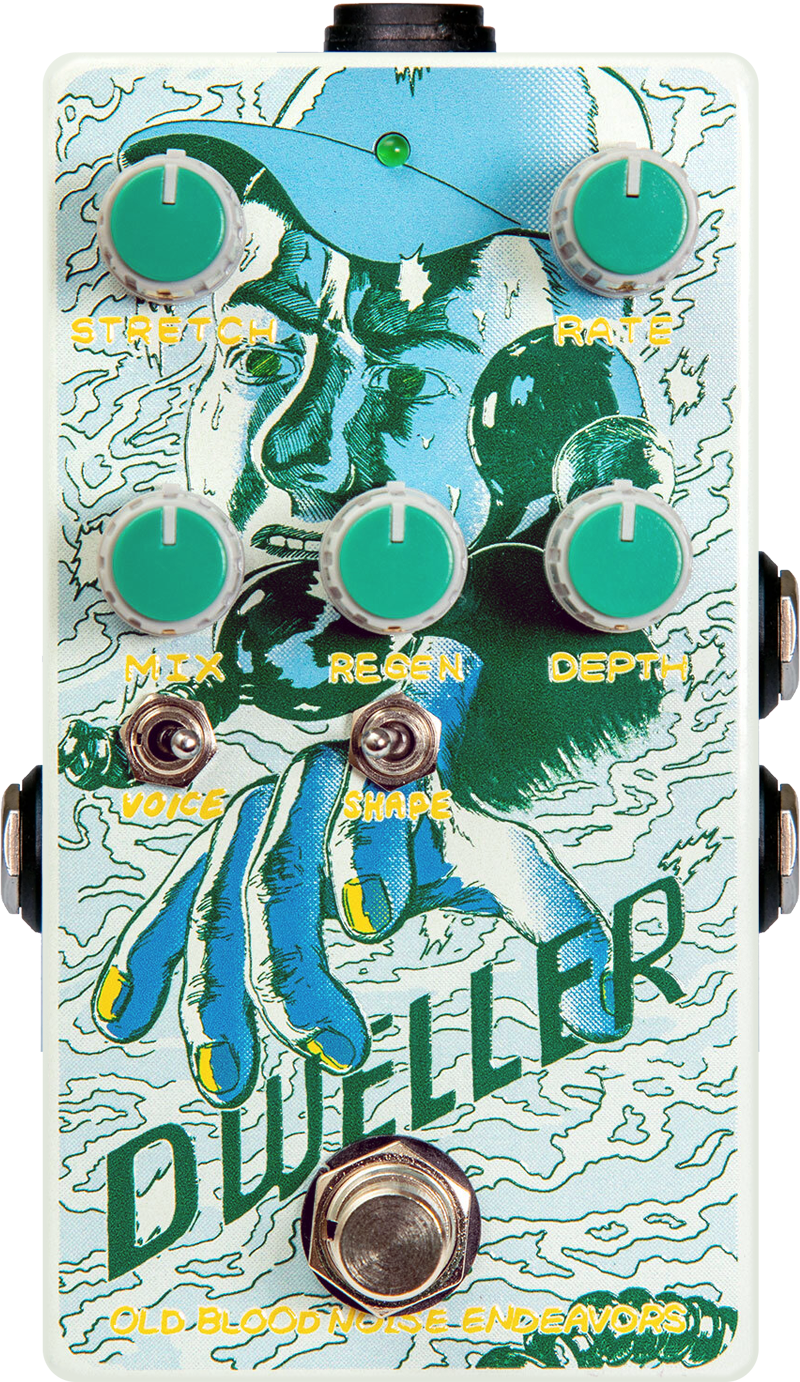 STRETCH RATE
MIX REGEN DEPTH
VOICE SHAPE
DWELLER
OLD BLOOD NOISE ENDEAVORS